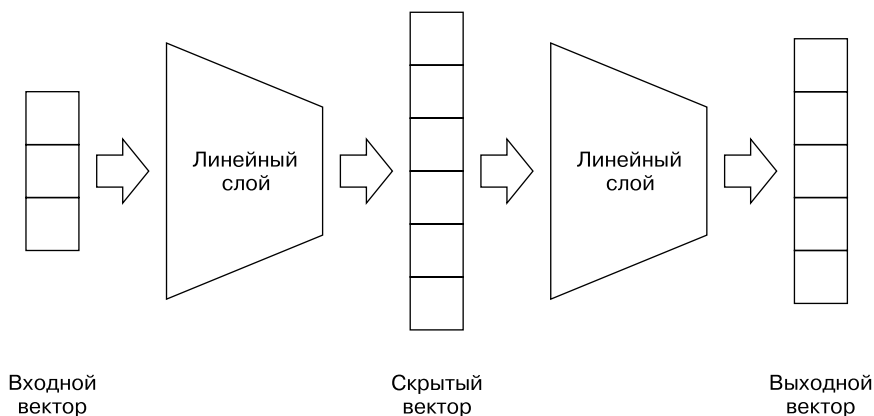 Линейный
слой
Линейный
слой
Входной
вектор
Скрытый
вектор
Выходной
вектор